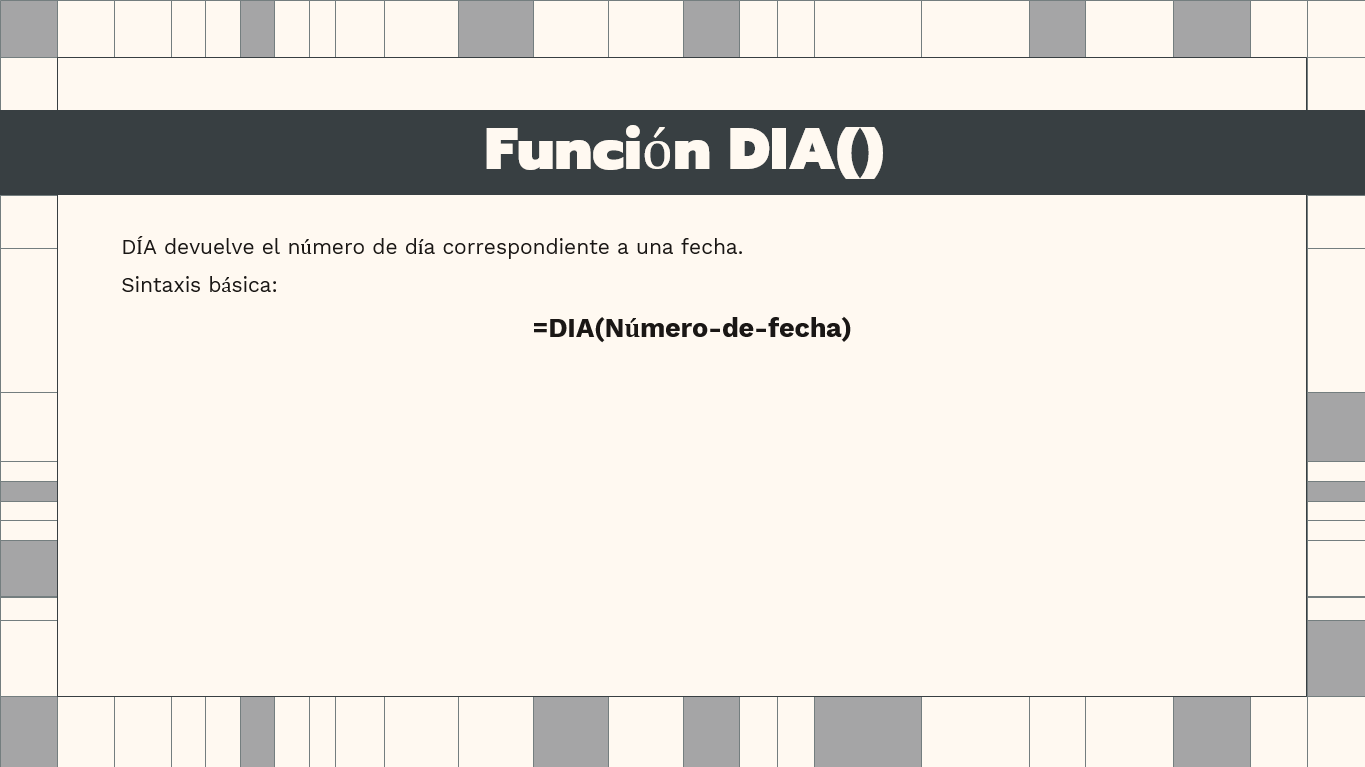 Función DIA()
DÍA devuelve el número de día correspondiente a una fecha.
Sintaxis básica:
=DIA(Número-de-fecha)